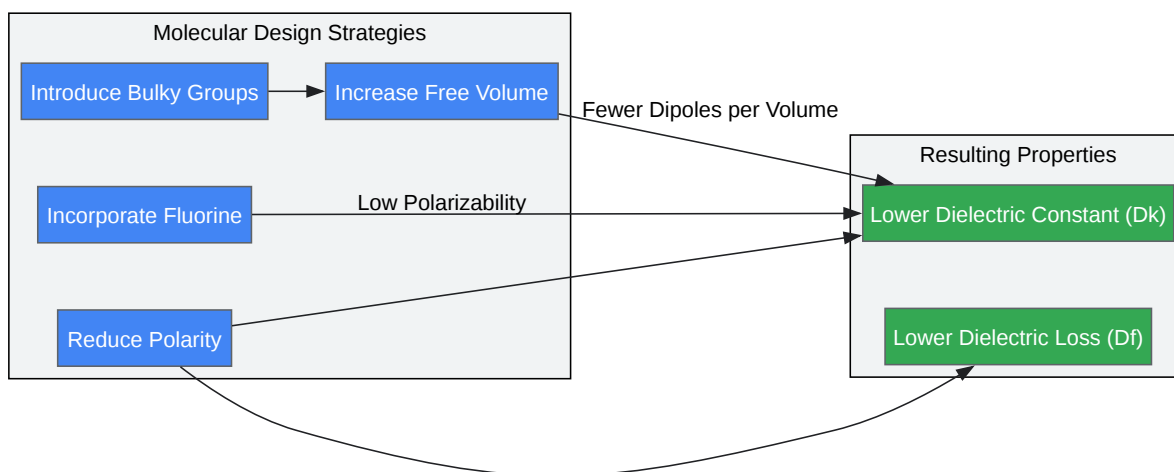 Molecular Design Strategies
Introduce Bulky Groups
Increase Free Volume
Fewer Dipoles per Volume
Resulting Properties
Incorporate Fluorine
Low Polarizability
Lower Dielectric Constant (Dk)
Reduce Polarity
Lower Dielectric Loss (Df)